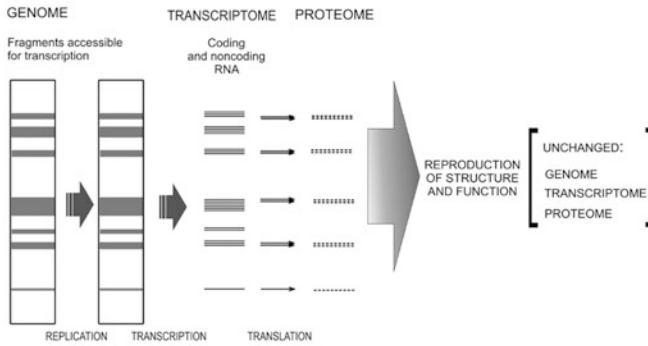 GENOME
TRANSCRIPTOME
PROTEOME
Fragments accessible
for transcription
Coding
and noncoding
RNA
REPRODUCTION
OF STRUCTURE
AND FUNCTION
UNCHANGED:
GENOME
TRANSCRIPTOME
PROTEOME
REPLICATION
TRANSCRIPTION
TRANSLATION